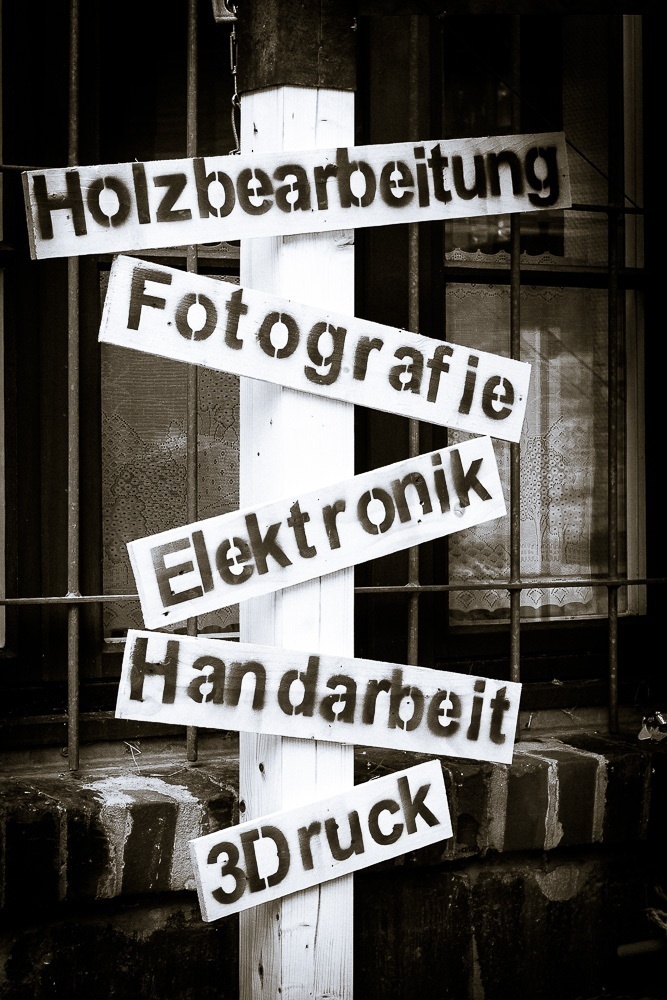 Holzbearbeitung
Fotografie
Elektronik
Handarbeit
3Druck